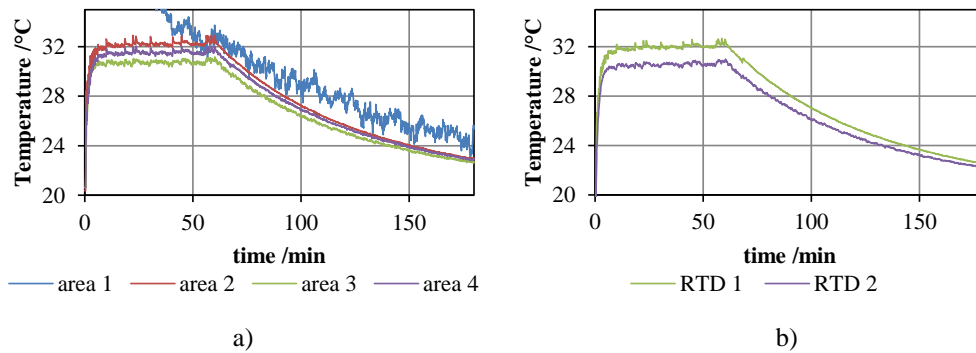 Temperature /°C
32
28
24
20
0
50
100
150
time /min
area 1
area 2
area 3
area 4
a)
Temperature /°C
32
28
24
20
0
50
100
150
time /min
RTD 1
RTD 2
b)